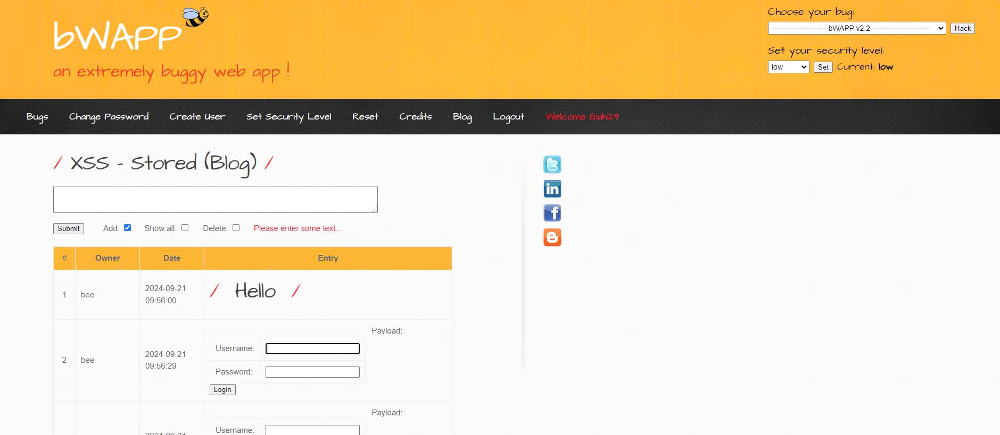 bWAPP
an extremely buggy web app !
Choose your bug:
---------------------- bWAPP v2.2 -----------------------
Hack
Set your security level:
low Set Current: low
Bugs Change Password Create User Set Security Level Reset Credits Blog Logout Welcome Giahi29
/ XSS - Stored (Blog) /
Submit Add: Show all: Delete: Please enter some text...
# Owner Date Entry
1 bee 2024-09-21 09:56:00 / Hello /
Payload:
2 bee 2024-09-21 09:56:29
Username:
Password:
Login
Payload:
Username: